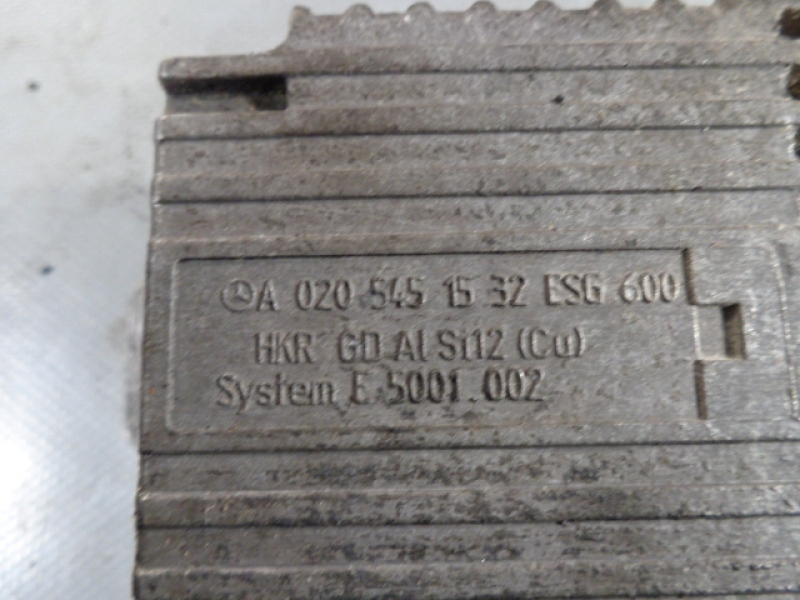 A 020 545 15 32 ESG 600
HKR GD Al Si12 (Cu)
System E 5001.002